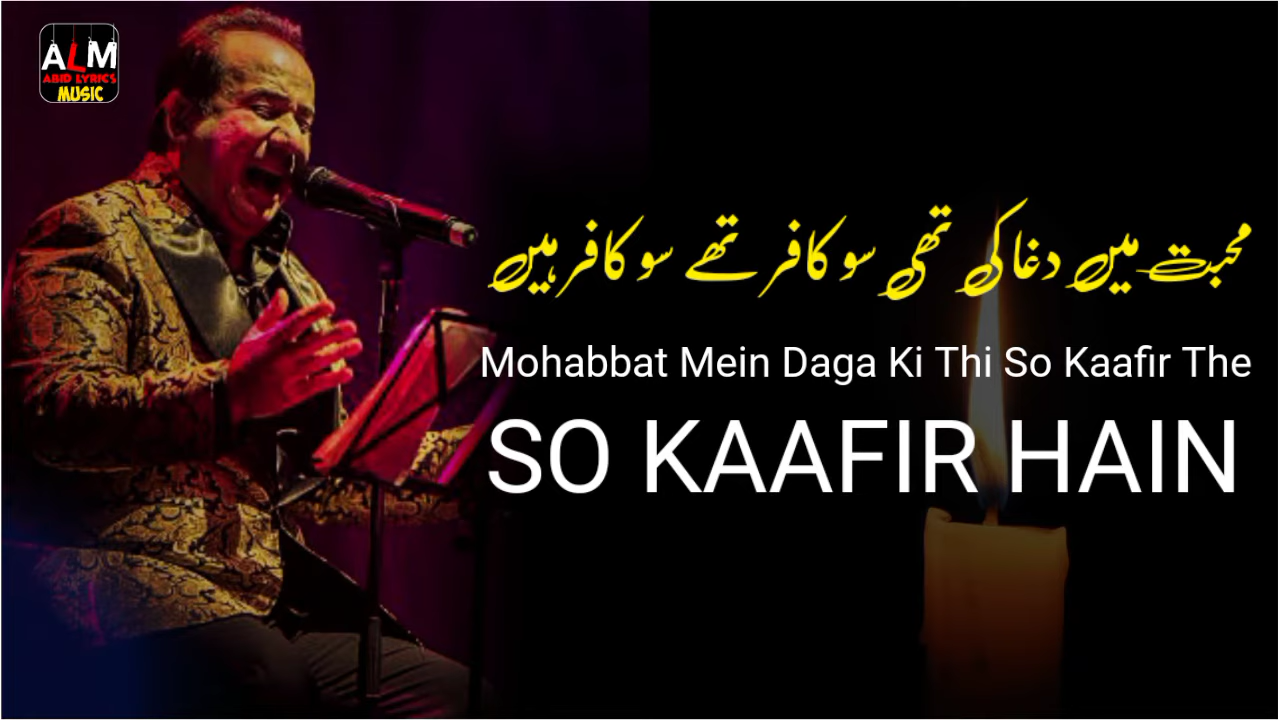 ALM
ABID LYRICS
MUSIC
محبت میں دغا کی تھی سو کافر تھے سو کافر ہیں
Mohabbat Mein Daga Ki Thi So Kaafir The
SO KAAFIR HAIN